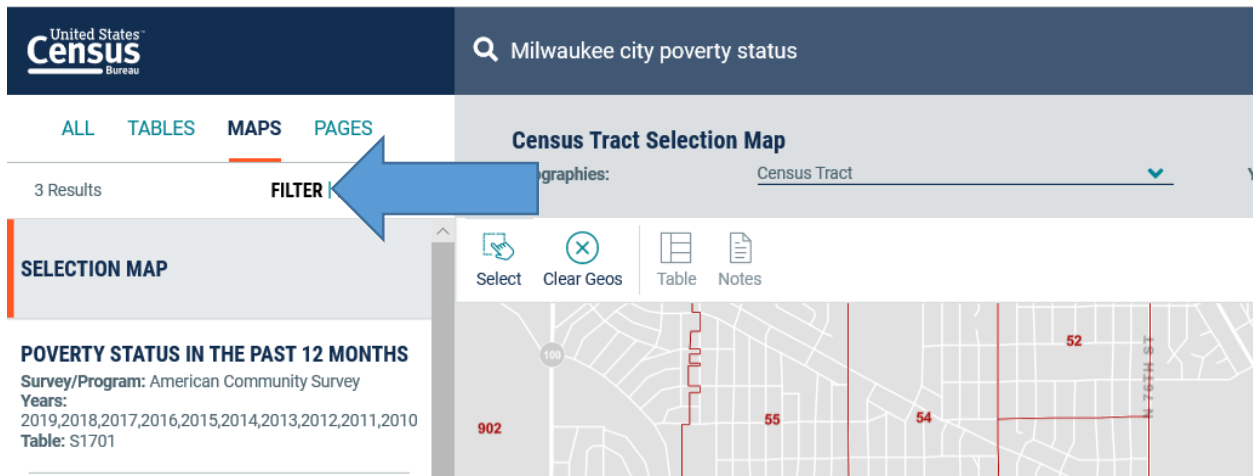 United States™
Census
Bureau
Milwaukee city poverty status
ALL TABLES MAPS PAGES
Census Tract Selection Map
ographies: Census Tract
3 Results FILTER
SELECTION MAP
Select Clear Geos Table Notes
POVERTY STATUS IN THE PAST 12 MONTHS
Survey/Program: American Community Survey
Years:
2019,2018,2017,2016,2015,2014,2013,2012,2011,2010
Table: S1701
100
52
N 76TH ST
902
55
54